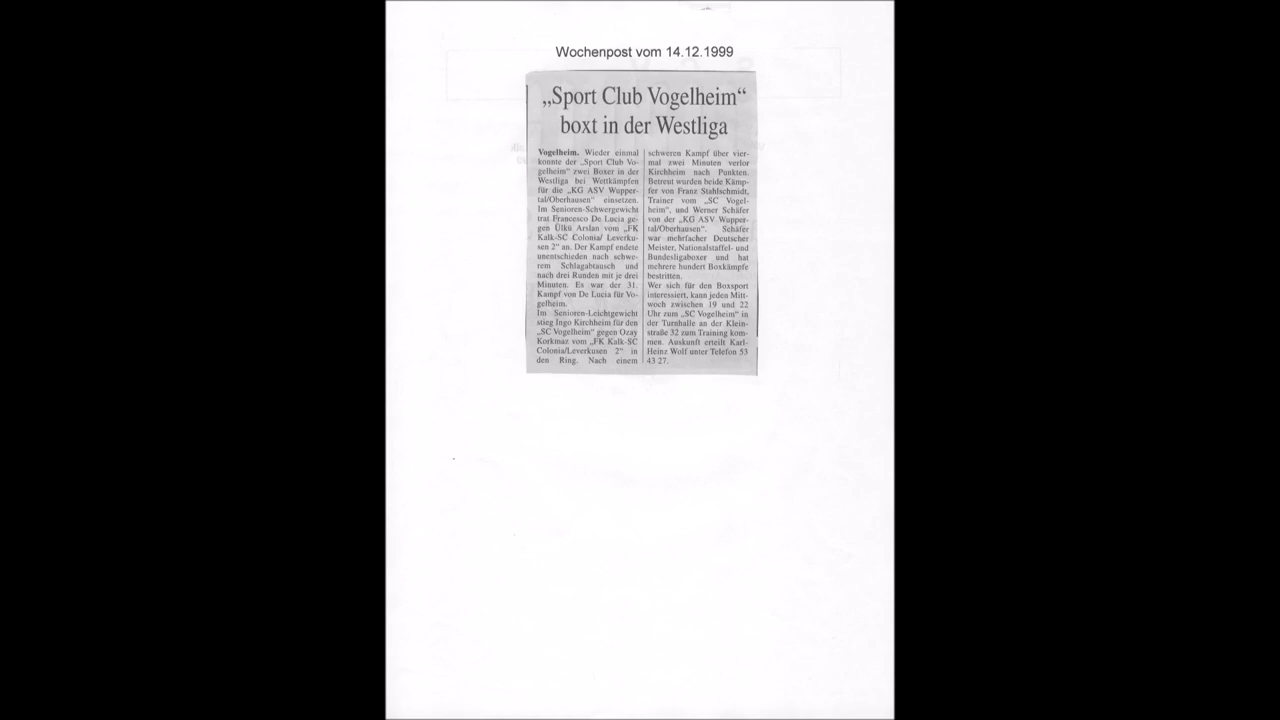 Wochenpost vom 14.12.1999
„Sport Club Vogelheim“
boxt in der Westliga
Vogelheim. Wieder einmal
konnte der „Sport Club Vo-
gelheim“ zwei Boxer in der
Westliga bei Wettkämpfen
für die „KG ASV Wupper-
tal/Oberhausen“ einsetzen.
Im Senioren-Schwergewicht
trat Francesco De Lucia ge-
gen Ülkü Arslan vom „FK
Kalk-SC Colonia/ Leverku-
sen 2“ an. Der Kampf endete
unentschieden nach schwe-
rem Schlagabtausch und
nach drei Runden mit je drei
Minuten. Es war der 31.
Kampf von De Lucia für Vo-
gelheim.
Im Senioren-Leichtgewicht
stieg Ingo Kirchheim für den
„SC Vogelheim“ gegen Ozay
Korkmaz vom „FK Kalk-SC
Colonia/Leverkusen 2“ in
den Ring. Nach einem
schweren Kampf über vier-
mal zwei Minuten verlor
Kirchheim nach Punkten.
Betreut wurden beide Kämp-
fer von Franz Stahlschmidt,
Trainer vom „SC Vogel-
heim“, und Werner Schäfer
von der „KG ASV Wupper-
tal/Oberhausen“. Schäfer
war mehrfacher Deutscher
Meister, Nationalstaffel- und
Bundesligaboxer und hat
mehrere hundert Boxkämpfe
bestritten.
Wer sich für den Boxsport
interessiert, kann jeden Mitt-
woch zwischen 19 und 22
Uhr zum „SC Vogelheim“ in
der Turnhalle an der Klein-
straße 32 zum Training kom-
men. Auskunft erteilt Karl-
Heinz Wolf unter Telefon 53
43 27.